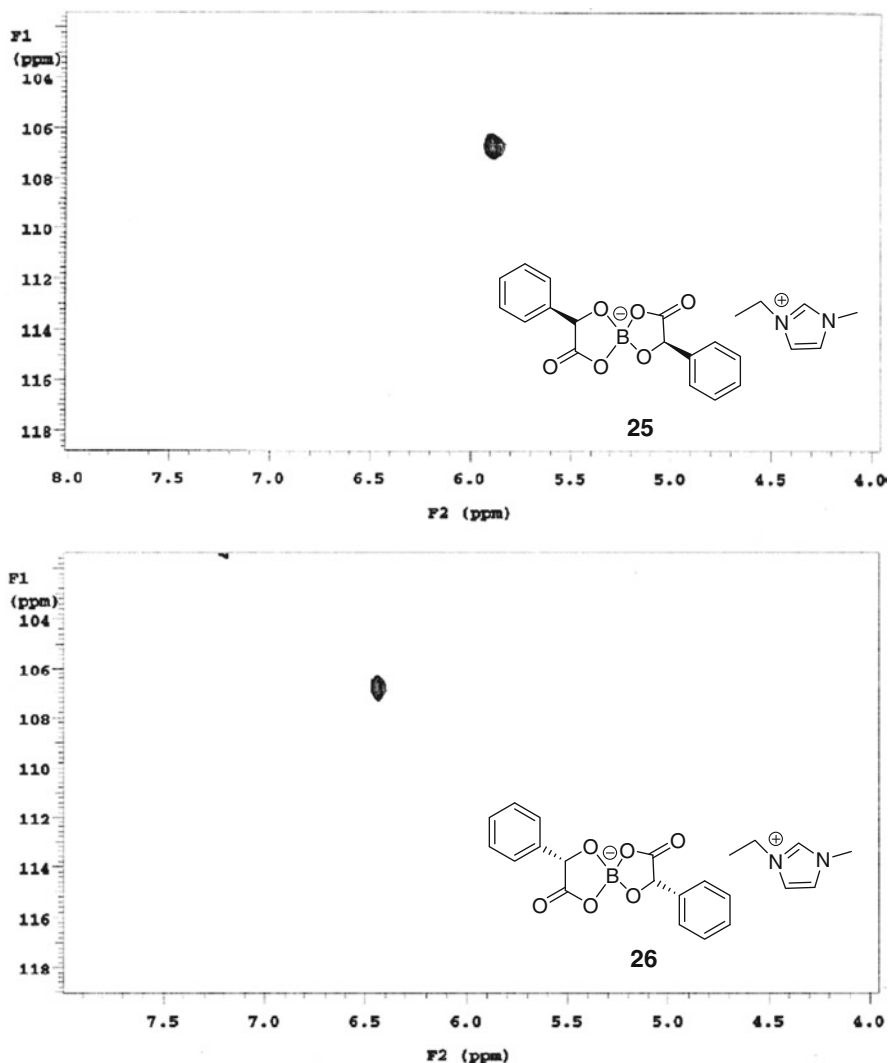 F1
(ppm)
104
106
108
110
112
114
116
118
O
O
⊖
O
B
O
O
O
⊕
N
N
25
8.0 7.5 7.0 6.5 6.0 5.5 5.0 4.5 4.0
F2 (ppm)
F1
(ppm)
104
106
108
110
112
114
116
118
O
O
⊖
O
B
O
O
O
⊕
N
N
26
7.5 7.0 6.5 6.0 5.5 5.0 4.5 4.0
F2 (ppm)